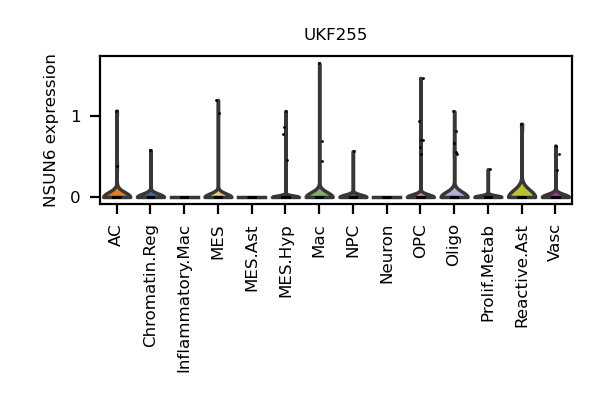 UKF255
NSUN6 expression
1
0
AC
Chromatin.Reg
Inflammatory.Mac
MES
MES.Ast
MES.Hyp
Mac
NPC
Neuron
OPC
Oligo
Prolif.Metab
Reactive.Ast
Vasc